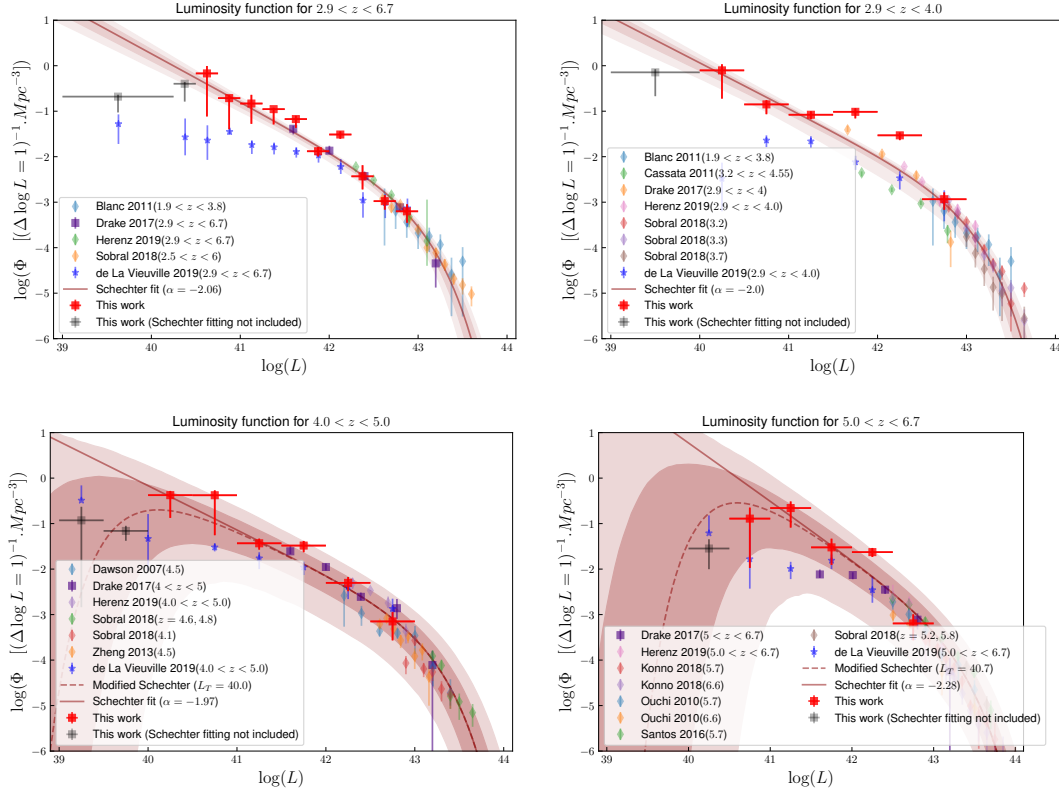 Luminosity function for 2.9 < z < 6.7
log(Φ [(Δ log L = 1)⁻¹.Mpc⁻³])
1
0
−1
−2
−3
−4
−5
−6
Blanc 2011(1.9 < z < 3.8)
Drake 2017(2.9 < z < 6.7)
Herenz 2019(2.9 < z < 6.7)
Sobral 2018(2.5 < z < 6)
de La Vieuville 2019(2.9 < z < 6.7)
Schechter fit (α = −2.06)
This work
This work (Schechter fitting not included)
39 40 41 42 43 44
log(L)
Luminosity function for 2.9 < z < 4.0
log(Φ [(Δ log L = 1)⁻¹.Mpc⁻³])
1
0
−1
−2
−3
−4
−5
−6
Blanc 2011(1.9 < z < 3.8)
Cassata 2011(3.2 < z < 4.55)
Drake 2017(2.9 < z < 4)
Herenz 2019(2.9 < z < 4.0)
Sobral 2018(3.2)
Sobral 2018(3.3)
Sobral 2018(3.7)
de La Vieuville 2019(2.9 < z < 4.0)
Schechter fit (α = −2.0)
This work
This work (Schechter fitting not included)
39 40 41 42 43 44
log(L)
Luminosity function for 4.0 < z < 5.0
log(Φ [(Δ log L = 1)⁻¹.Mpc⁻³])
1
0
−1
−2
−3
−4
−5
−6
Dawson 2007(4.5)
Drake 2017(4 < z < 5)
Herenz 2019(4.0 < z < 5.0)
Sobral 2018(z = 4.6, 4.8)
Sobral 2018(4.1)
Zheng 2013(4.5)
de La Vieuville 2019(4.0 < z < 5.0)
Modified Schechter (L_T = 40.0)
Schechter fit (α = −1.97)
This work
This work (Schechter fitting not included)
39 40 41 42 43 44
log(L)
Luminosity function for 5.0 < z < 6.7
log(Φ [(Δ log L = 1)⁻¹.Mpc⁻³])
1
0
−1
−2
−3
−4
−5
−6
Drake 2017(5 < z < 6.7)
Herenz 2019(5.0 < z < 6.7)
Konno 2018(5.7)
Konno 2018(6.6)
Ouchi 2010(5.7)
Ouchi 2010(6.6)
Santos 2016(5.7)
Sobral 2018(z = 5.2, 5.8)
de La Vieuville 2019(5.0 < z < 6.7)
Modified Schechter (L_T = 40.7)
Schechter fit (α = −2.28)
This work
This work (Schechter fitting not included)
39 40 41 42 43 44
log(L)